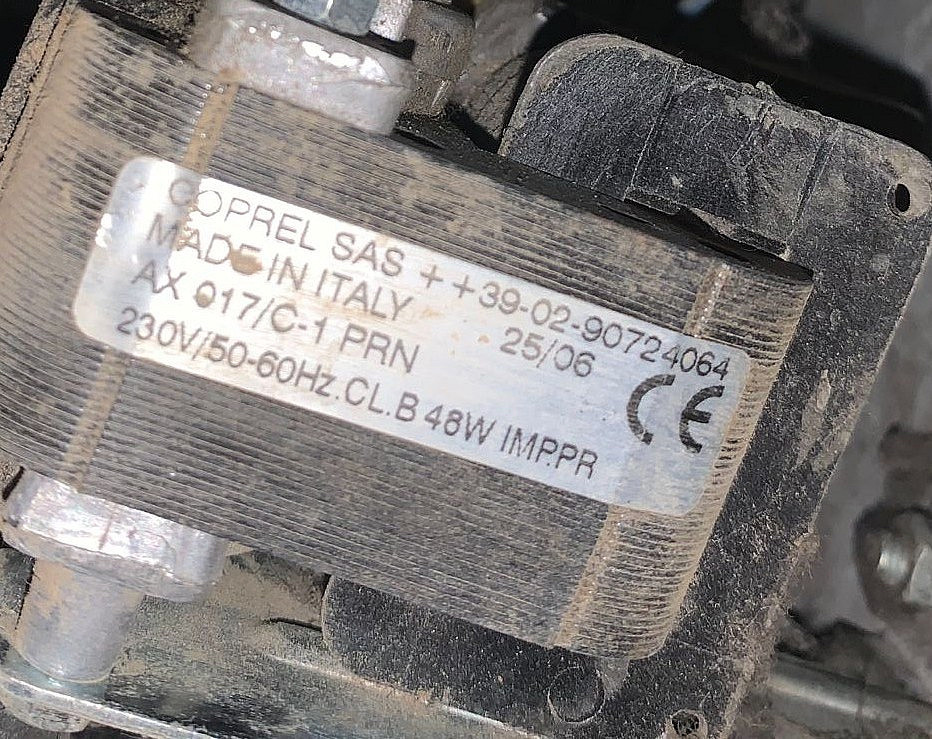 COPREL SAS ++39-02-90724064
MADE IN ITALY 25/06
AX 017/C-1 PRN
230V/50-60Hz.CL.B 48W IMP.PR
CE